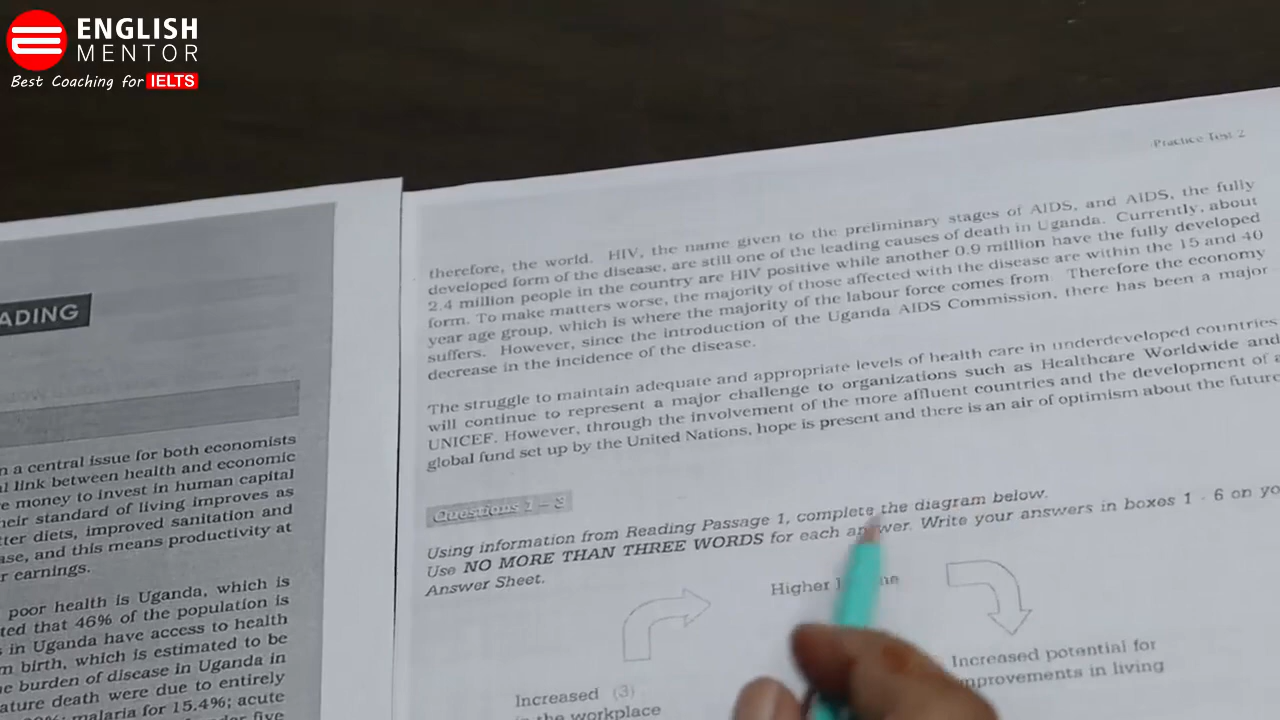 ENGLISH
MENTOR
Best Coaching for IELTS
Practice Test 2
ADING
n a central issue for both economists
l link between health and economic
e money to invest in human capital
heir standard of living improves as
tter diets, improved sanitation and
ase, and this means productivity at
r earnings.
poor health is Uganda, which is
ted that 46% of the population is
s in Uganda have access to health
m birth, which is estimated to be
e burden of disease in Uganda in
ature death were due to entirely
malaria for 15.4%; acute
therefore, the world. HIV, the name given to the preliminary stages of AIDS, and AIDS, the fully
developed form of the disease, are still one of the leading causes of death in Uganda. Currently, about
2.4 million people in the country are HIV positive while another 0.9 million have the fully developed
form. To make matters worse, the majority of those affected with the disease are within the 15 and 40
year age group, which is where the majority of the labour force comes from. Therefore the economy
suffers. However, since the introduction of the Uganda AIDS Commission, there has been a major
decrease in the incidence of the disease.
The struggle to maintain adequate and appropriate levels of health care in underdeveloped countries
will continue to represent a major challenge to organizations such as Healthcare Worldwide and
UNICEF. However, through the involvement of the more affluent countries and the development of a
global fund set up by the United Nations, hope is present and there is an air of optimism about the future
Questions 1 – 8
Using information from Reading Passage 1, complete the diagram below.
Use NO MORE THAN THREE WORDS for each answer. Write your answers in boxes 1 - 6 on yo
Answer Sheet.
Higher I me
Increased potential for
mprovements in living
Increased (3)
in the workplace